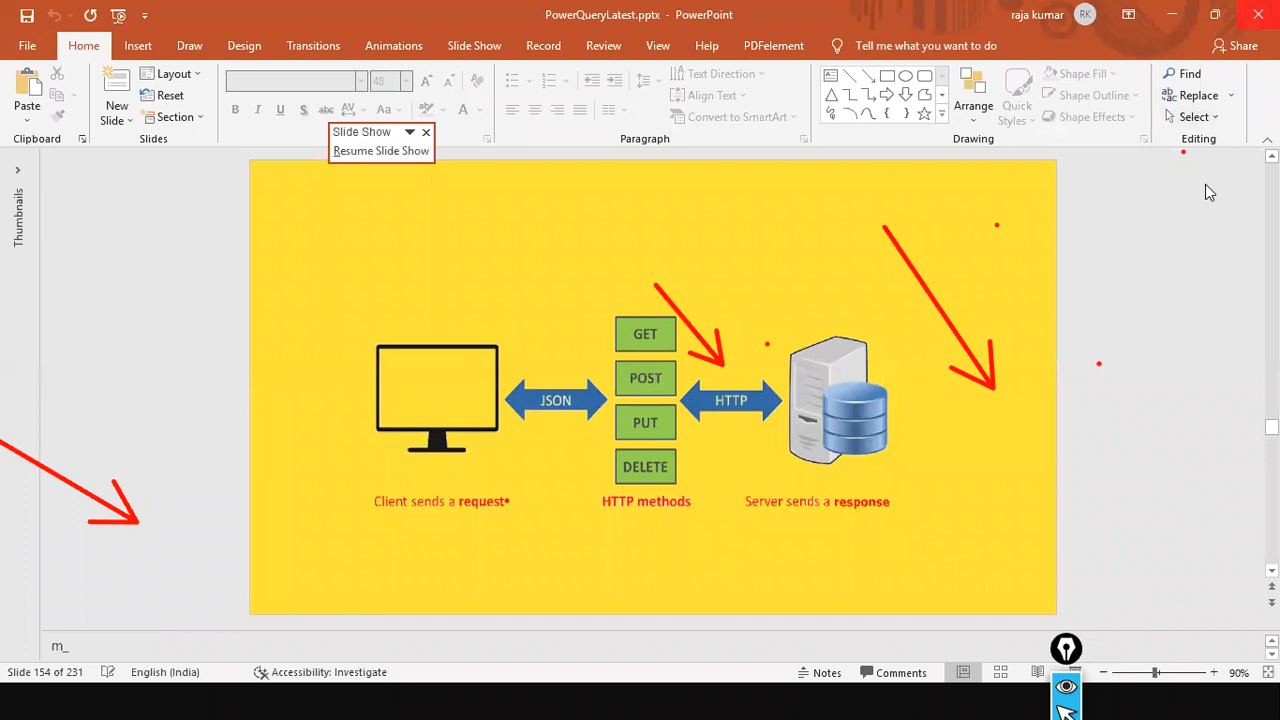 PowerQueryLatest.pptx - PowerPoint
raja kumar
RK
File
Home
Insert
Draw
Design
Transitions
Animations
Slide Show
Record
Review
View
Help
PDFelement
Tell me what you want to do
Share
Paste
New
Slide
Layout
Reset
Section
48
B I U S abc AV Aa A
Text Direction
Align Text
Convert to SmartArt
Arrange
Quick
Styles
Shape Fill
Shape Outline
Shape Effects
Find
Replace
Select
Clipboard
Slides
Paragraph
Drawing
Editing
Slide Show
Resume Slide Show
Thumbnails
GET
POST
PUT
DELETE
JSON
HTTP
Client sends a request
HTTP methods
Server sends a response
m_
Slide 154 of 231
English (India)
Accessibility: Investigate
Notes
Comments
90%